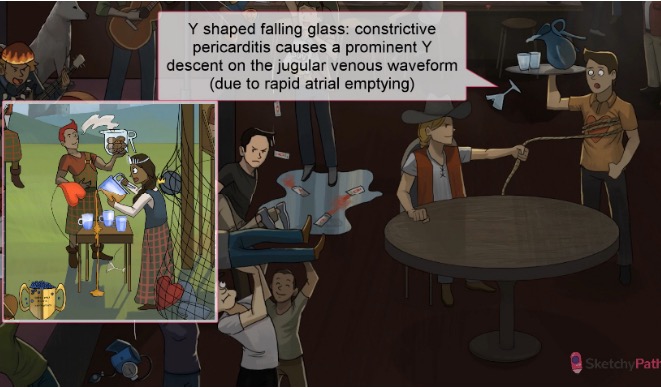 Y shaped falling glass: constrictive
pericarditis causes a prominent Y
descent on the jugular venous waveform
(due to rapid atrial emptying)
SketchyPath